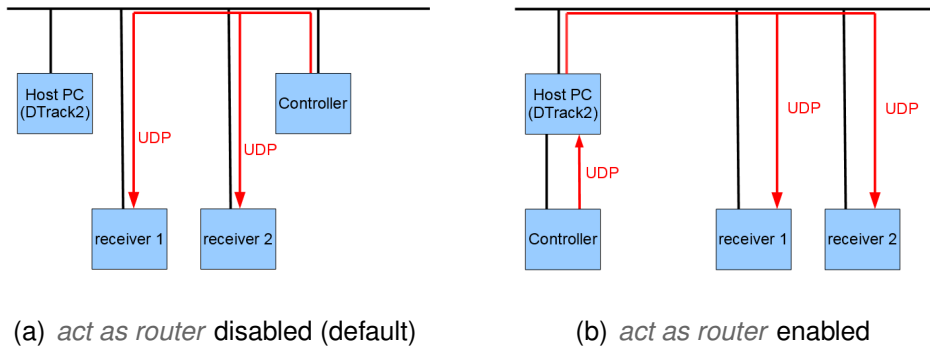 Host PC
(DTrack2)
Controller
UDP
UDP
receiver 1
receiver 2
(a) act as router disabled (default)
Host PC
(DTrack2)
UDP
UDP
UDP
Controller
receiver 1
receiver 2
(b) act as router enabled